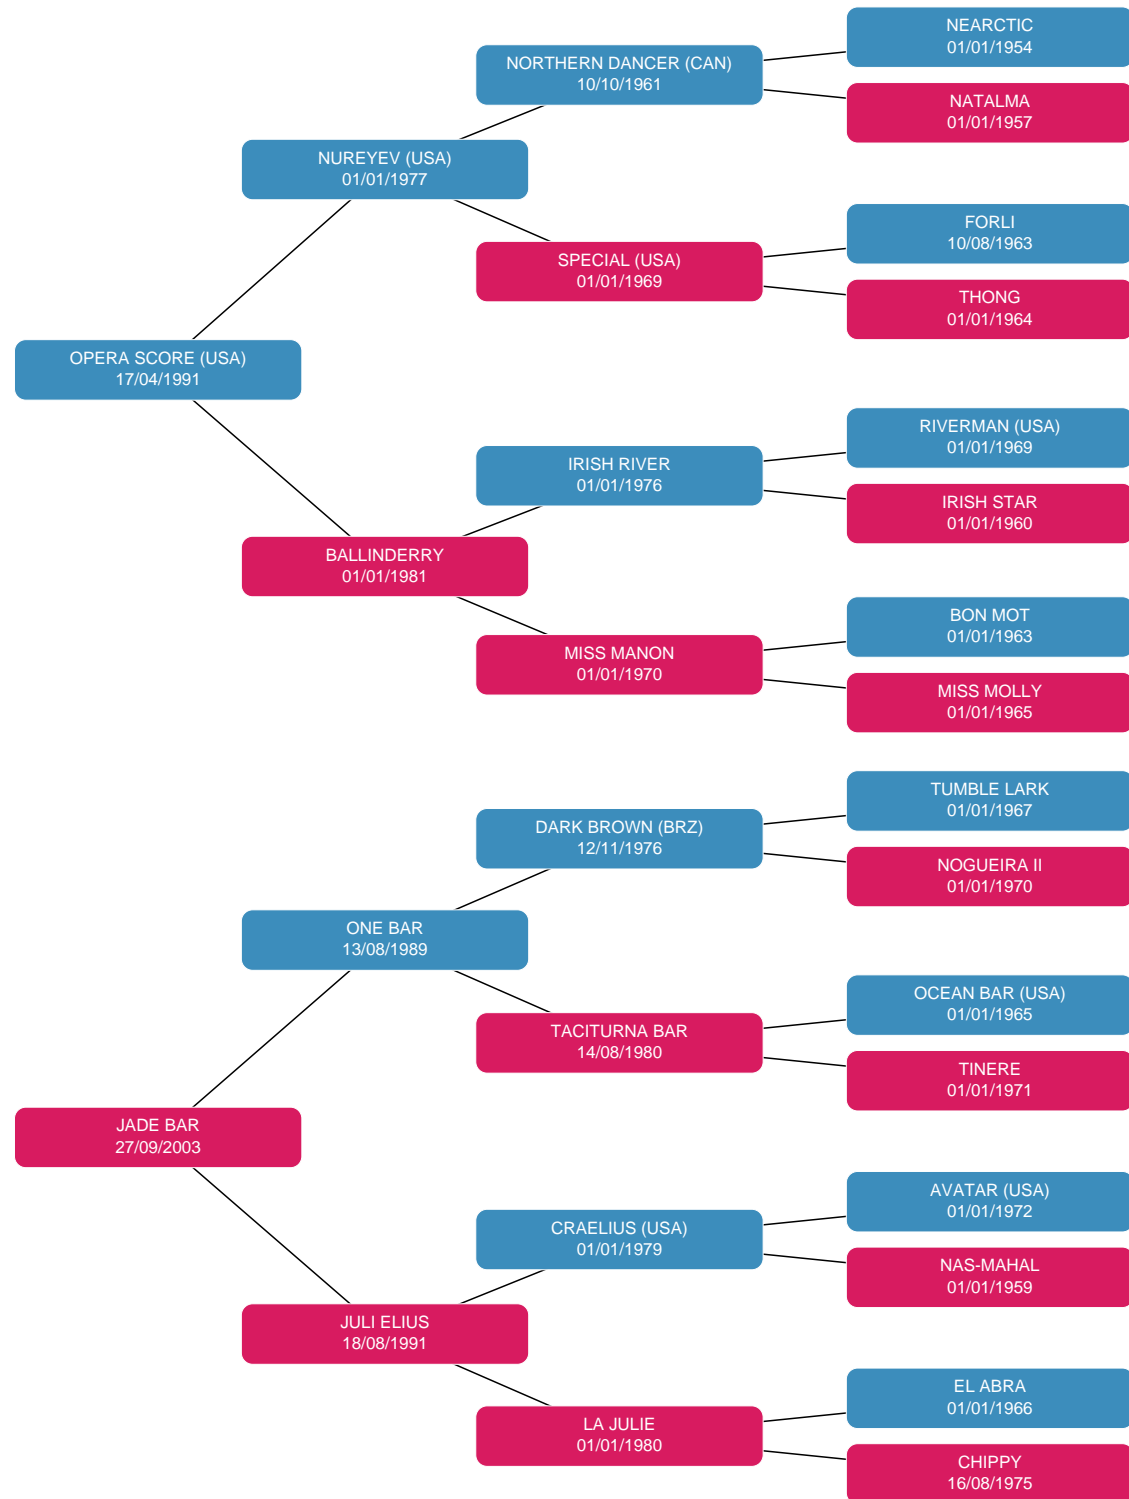 NEARCTIC
01/01/1954
NORTHERN DANCER (CAN)
10/10/1961
NATALMA
01/01/1957
NUREYEV (USA)
01/01/1977
FORLI
10/08/1963
SPECIAL (USA)
01/01/1969
THONG
01/01/1964
OPERA SCORE (USA)
17/04/1991
RIVERMAN (USA)
01/01/1969
IRISH RIVER
01/01/1976
IRISH STAR
01/01/1960
BALLINDERRY
01/01/1981
BON MOT
01/01/1963
MISS MANON
01/01/1970
MISS MOLLY
01/01/1965
TUMBLE LARK
01/01/1967
DARK BROWN (BRZ)
12/11/1976
NOGUEIRA II
01/01/1970
ONE BAR
13/08/1989
OCEAN BAR (USA)
01/01/1965
TACITURNA BAR
14/08/1980
TINERE
01/01/1971
JADE BAR
27/09/2003
AVATAR (USA)
01/01/1972
CRAELIUS (USA)
01/01/1979
NAS-MAHAL
01/01/1959
JULI ELIUS
18/08/1991
EL ABRA
01/01/1966
LA JULIE
01/01/1980
CHIPPY
16/08/1975